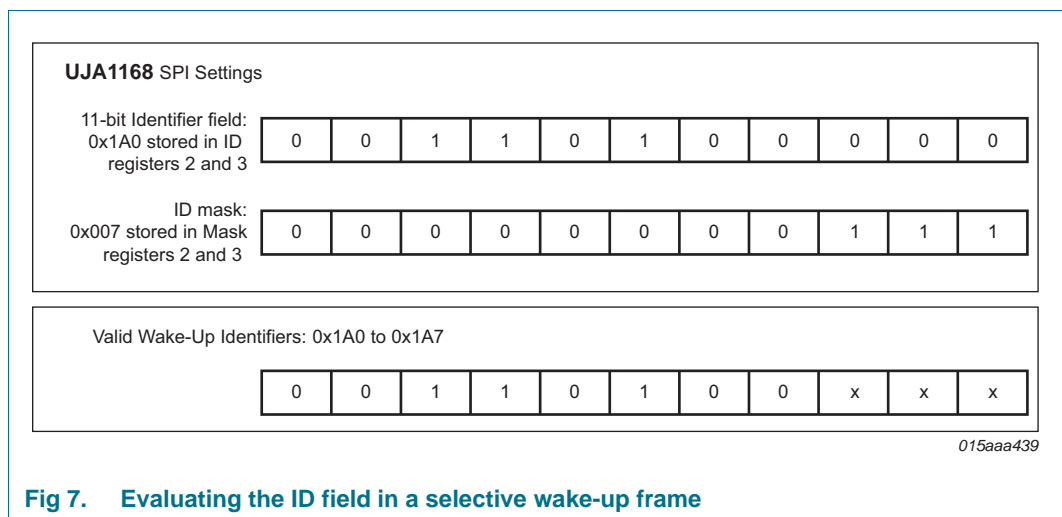 UJA1168 SPI Settings
11-bit Identifier field:
0x1A0 stored in ID
registers 2 and 3
0 0 1 1 0 1 0 0 0 0 0
ID mask:
0x007 stored in Mask
registers 2 and 3
0 0 0 0 0 0 0 0 1 1 1
Valid Wake-Up Identifiers: 0x1A0 to 0x1A7
0 0 1 1 0 1 0 0 x x x
015aaa439
Fig 7. Evaluating the ID field in a selective wake-up frame